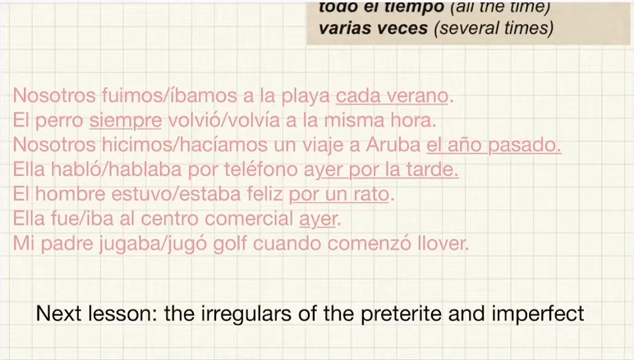 todo el tiempo (all the time)
varias veces (several times)
Nosotros fuimos/íbamos a la playa cada verano.
El perro siempre volvió/volvía a la misma hora.
Nosotros hicimos/hacíamos un viaje a Aruba el año pasado.
Ella habló/hablaba por teléfono ayer por la tarde.
El hombre estuvo/estaba feliz por un rato.
Ella fue/iba al centro comercial ayer.
Mi padre jugaba/jugó golf cuando comenzó llover.
Next lesson: the irregulars of the preterite and imperfect